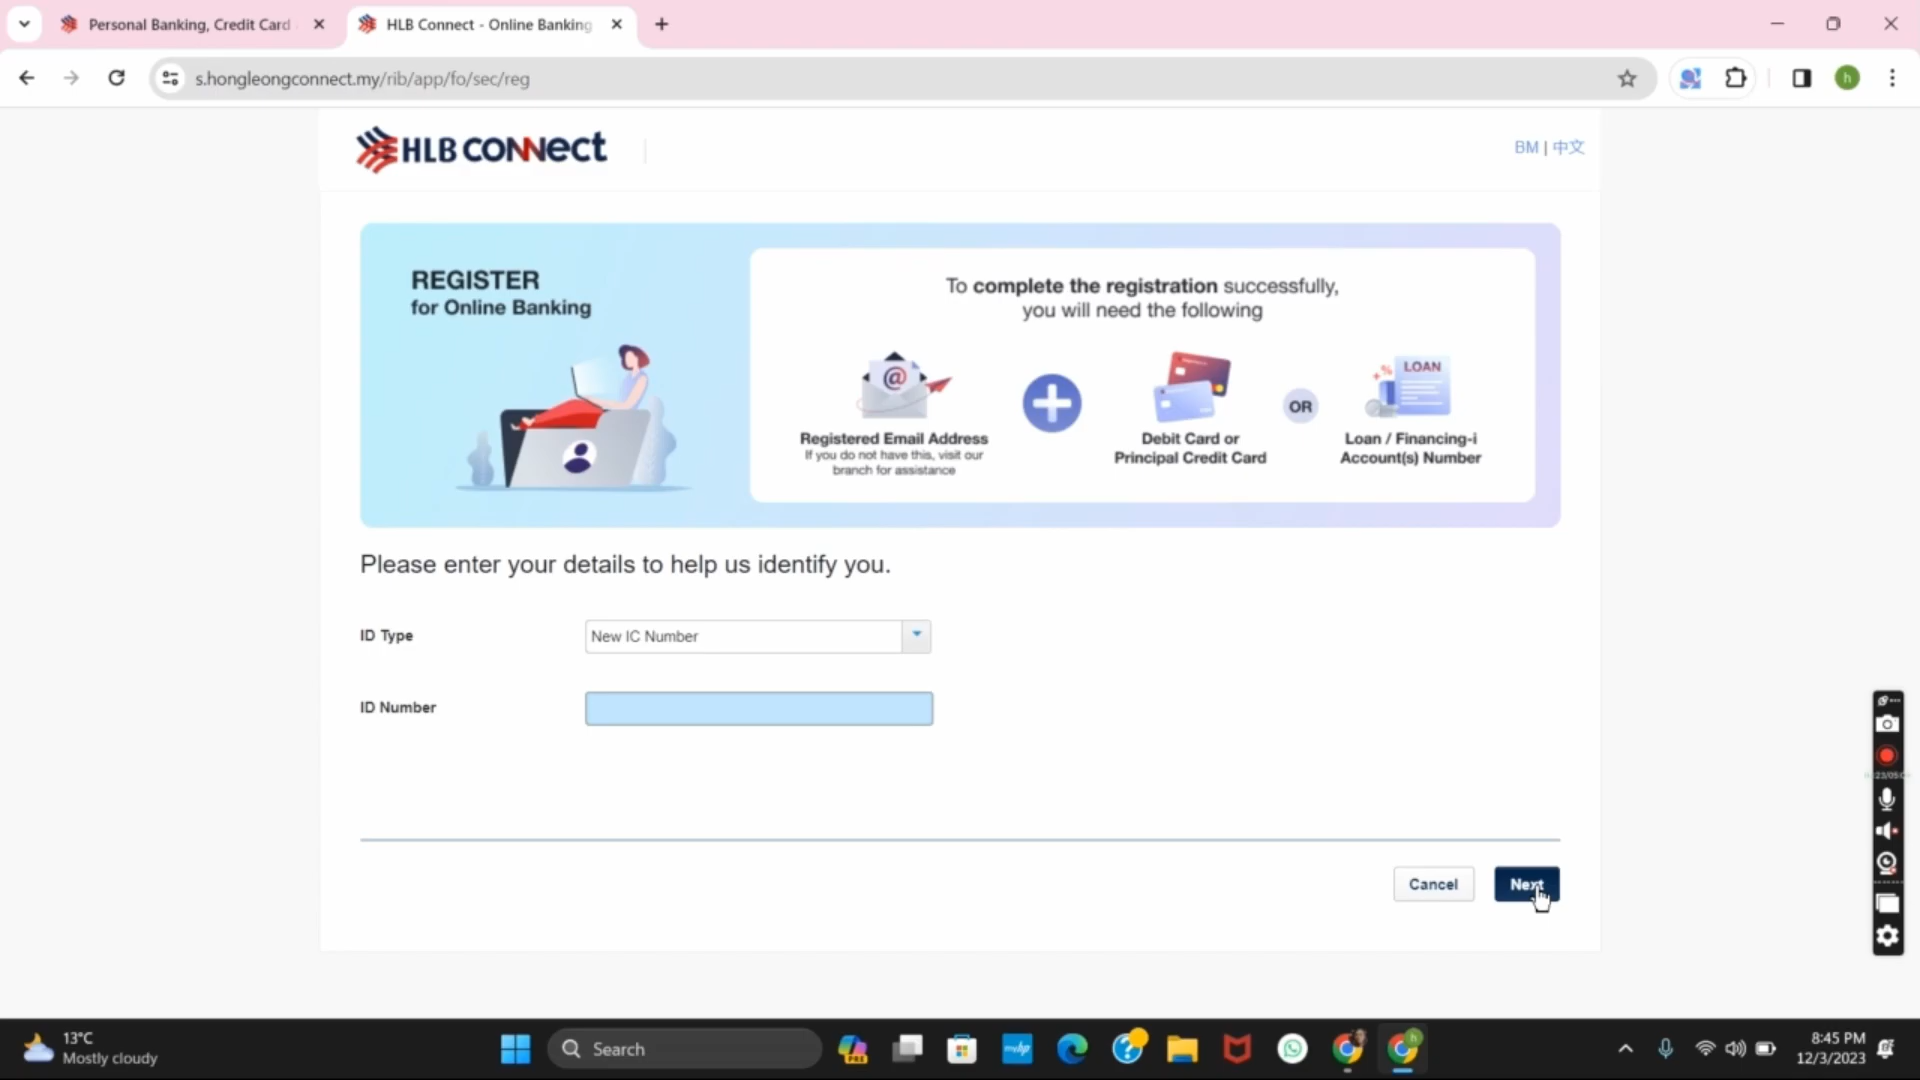 Personal Banking, Credit Card
HLB Connect - Online Banking
s.hongleongconnect.my/rib/app/fo/sec/reg
h
HLB CONNECT
BM | 中文
REGISTER
for Online Banking
To complete the registration successfully,
you will need the following
@
LOAN
%
OR
Registered Email Address
If you do not have this, visit our
branch for assistance
Debit Card or
Principal Credit Card
Loan / Financing-i
Account(s) Number
Please enter your details to help us identify you.
ID Type
New IC Number
ID Number
Cancel
Next
13°C
Mostly cloudy
Search
PRE
myhp
8:45 PM
12/3/2023